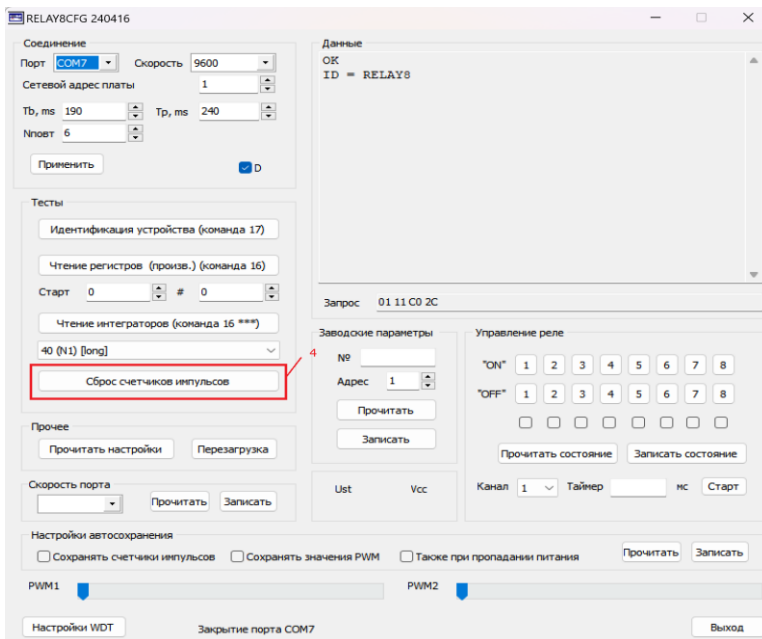 RELAY8CFG 240416
Соединение
Порт COM7 Скорость 9600
Сетевой адрес платы 1
Tb, ms 190 Tp, ms 240
Nповт 6
Применить D
Тесты
Идентификация устройства (команда 17)
Чтение регистров (произв.) (команда 16)
Старт 0 # 0
Чтение интеграторов (команда 16 ***)
40 (N1) [long]
Сброс счетчиков импульсов
4
Прочее
Прочитать настройки Перезагрузка
Скорость порта
Прочитать Записать
Данные
OK
ID = RELAY8
Запрос 01 11 C0 2C
Заводские параметры
№
Адрес 1
Прочитать
Записать
Ust Vcc
Управление реле
"ON" 1 2 3 4 5 6 7 8
"OFF" 1 2 3 4 5 6 7 8
Прочитать состояние Записать состояние
Канал 1 Таймер мс Старт
Настройки автосохранения
Сохранять счетчики импульсов Сохранять значения PWM Также при пропадании питания Прочитать Записать
PWM1 PWM2
Настройки WDT Закрытие порта COM7 Выход